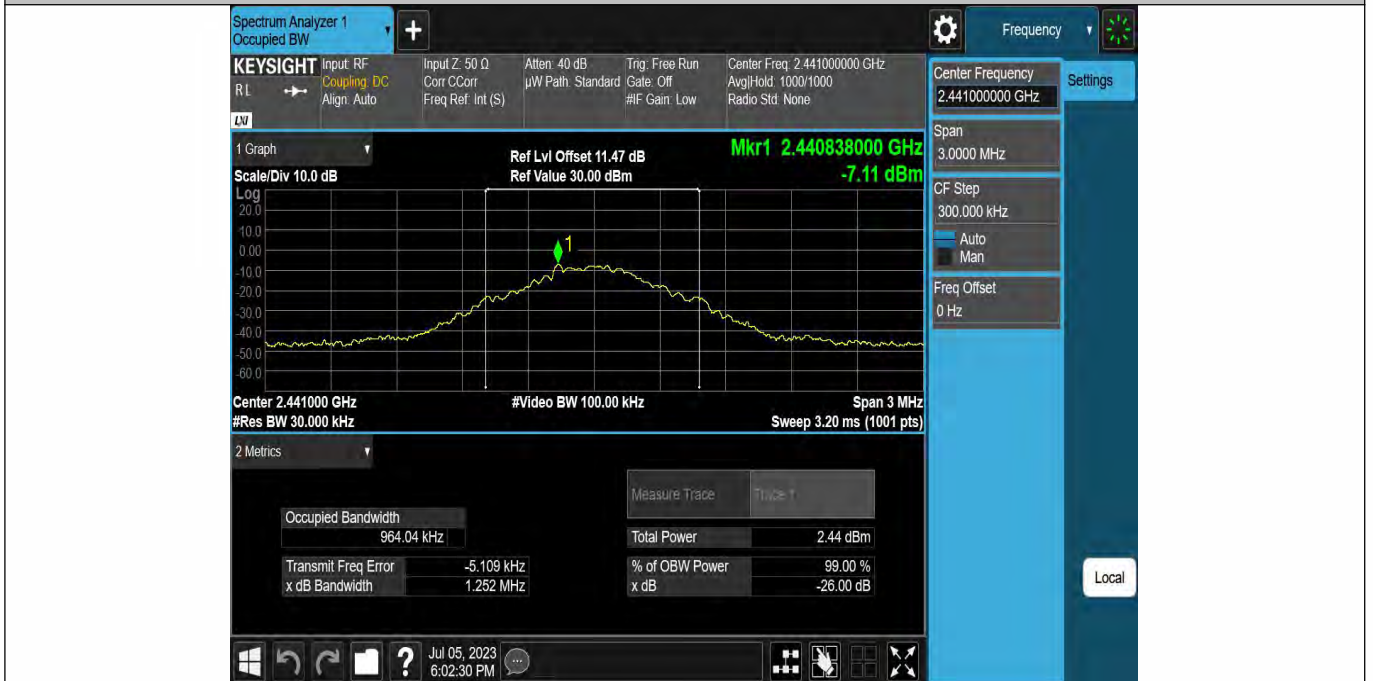 Spectrum Analyzer 1
Occupied BW
+
Frequency
KEYSIGHT
RL
LXI
Input: RF
Coupling: DC
Align: Auto
Input Z: 50 Ω
Corr CCorr
Freq Ref: Int (S)
Atten: 40 dB
µW Path: Standard
Trig: Free Run
Gate: Off
#IF Gain: Low
Center Freq: 2.441000000 GHz
Avg|Hold: 1000/1000
Radio Std: None
Center Frequency
2.441000000 GHz
Settings
Span
3.0000 MHz
CF Step
300.000 kHz
Auto
Man
Freq Offset
0 Hz
Local
1 Graph
Scale/Div 10.0 dB
Ref Lvl Offset 11.47 dB
Ref Value 30.00 dBm
Mkr1 2.440838000 GHz
-7.11 dBm
Log
20.0
10.0
0.00
-10.0
-20.0
-30.0
-40.0
-50.0
-60.0
1
Center 2.441000 GHz
#Res BW 30.000 kHz
#Video BW 100.00 kHz
Span 3 MHz
Sweep 3.20 ms (1001 pts)
2 Metrics
Measure Trace
Trace 1
Occupied Bandwidth
964.04 kHz
Total Power
2.44 dBm
Transmit Freq Error
-5.109 kHz
% of OBW Power
99.00 %
x dB Bandwidth
1.252 MHz
x dB
-26.00 dB
?
Jul 05, 2023
6:02:30 PM